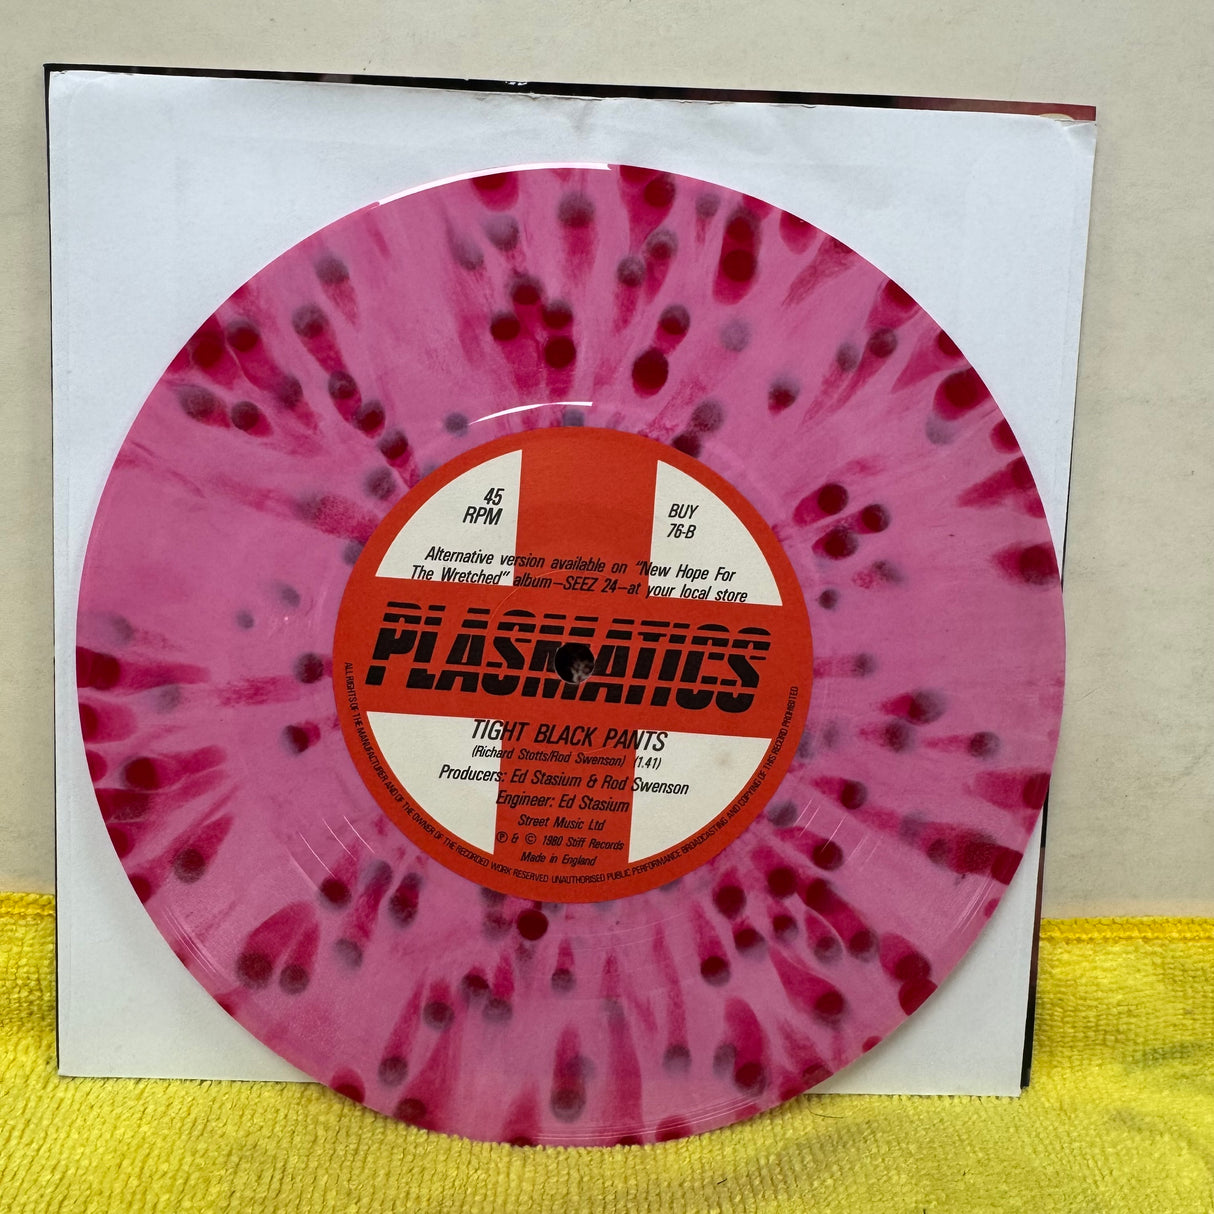 45
RPM
BUY
76-B
Alternative version available on "New Hope For
The Wretched" album—SEEZ 24—at your local store
PLASMATICS
TIGHT BLACK PANTS
(Richard Stotts/Rod Swenson) (1.41)
Producers: Ed Stasium & Rod Swenson
Engineer: Ed Stasium
Street Music Ltd
℗ & © 1980 Stiff Records
Made in England
ALL RIGHTS OF THE MANUFACTURER AND OF THE OWNER OF THE RECORDED WORK RESERVED UNAUTHORISED PUBLIC PERFORMANCE BROADCASTING AND COPYING OF THIS RECORD PROHIBITED